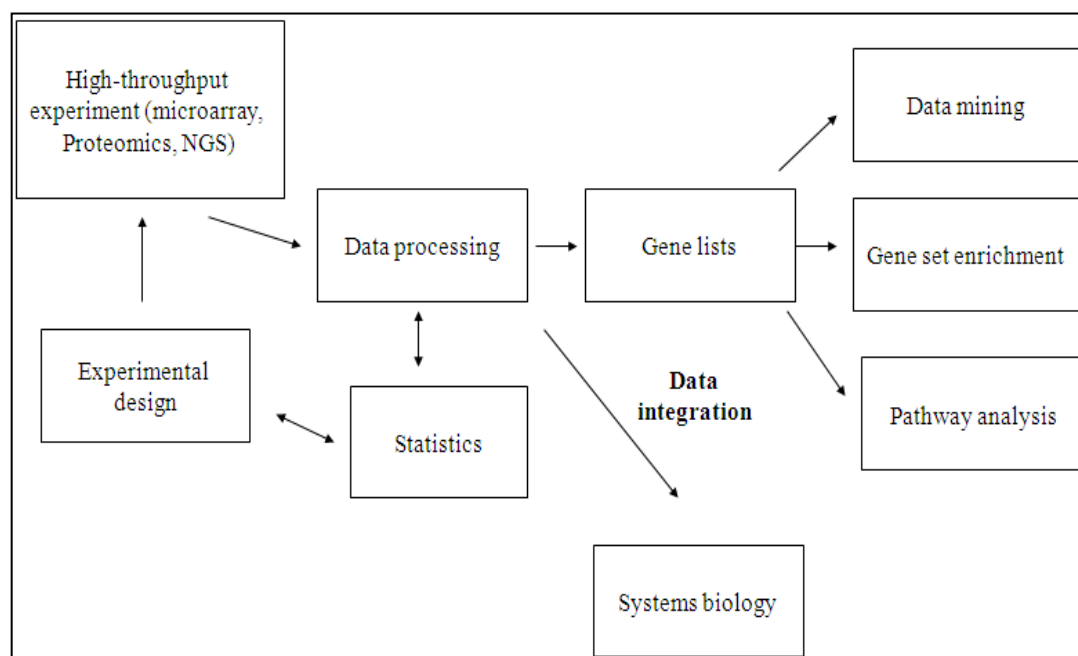 High-throughput
experiment (microarray,
Proteomics, NGS)
Data mining
Data processing
Gene lists
Gene set enrichment
Experimental
design
Statistics
Data
integration
Pathway analysis
Systems biology